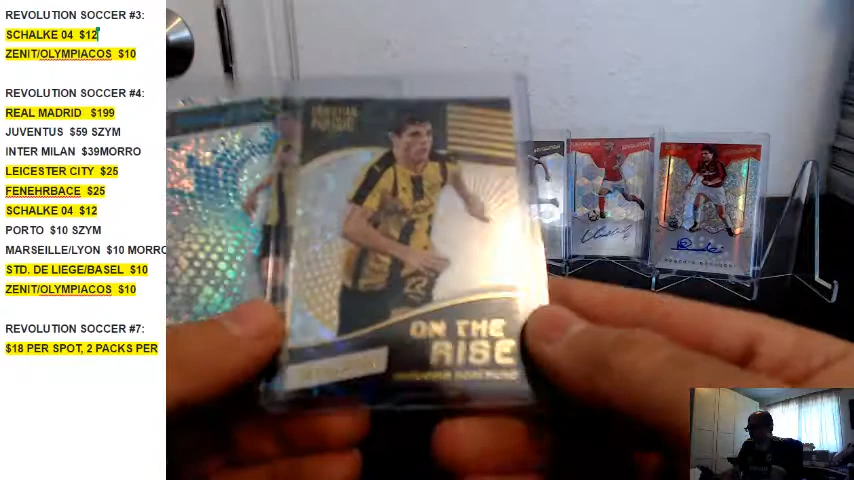 REVOLUTION SOCCER #3:
SCHALKE 04 $12
ZENIT/OLYMPIACOS $10
REVOLUTION SOCCER #4:
REAL MADRID $199
JUVENTUS $59 SZYM
INTER MILAN $39MORRO
LEICESTER CITY $25
FENEHRBACE $25
SCHALKE 04 $12
PORTO $10 SZYM
MARSEILLE/LYON $10 MORRO
STD. DE LIEGE/BASEL $10
ZENIT/OLYMPIACOS $10
REVOLUTION SOCCER #7:
$18 PER SPOT, 2 PACKS PER
ON THE
RISE